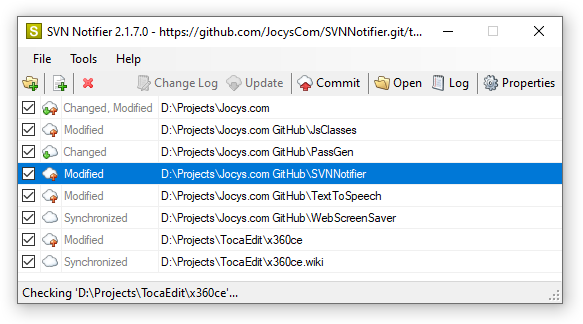 S SVN Notifier 2.1.7.0 - https://github.com/JocysCom/SVNNotifier.git/t...
File Tools Help
Change Log Update Commit Open Log Properties
Changed, Modified D:\Projects\Jocys.com
Modified D:\Projects\Jocys.com GitHub\JsClasses
Changed D:\Projects\Jocys.com GitHub\PassGen
Modified D:\Projects\Jocys.com GitHub\SVNNotifier
Modified D:\Projects\Jocys.com GitHub\TextToSpeech
Synchronized D:\Projects\Jocys.com GitHub\WebScreenSaver
Modified D:\Projects\TocaEdit\x360ce
Synchronized D:\Projects\TocaEdit\x360ce.wiki
Checking 'D:\Projects\TocaEdit\x360ce'...